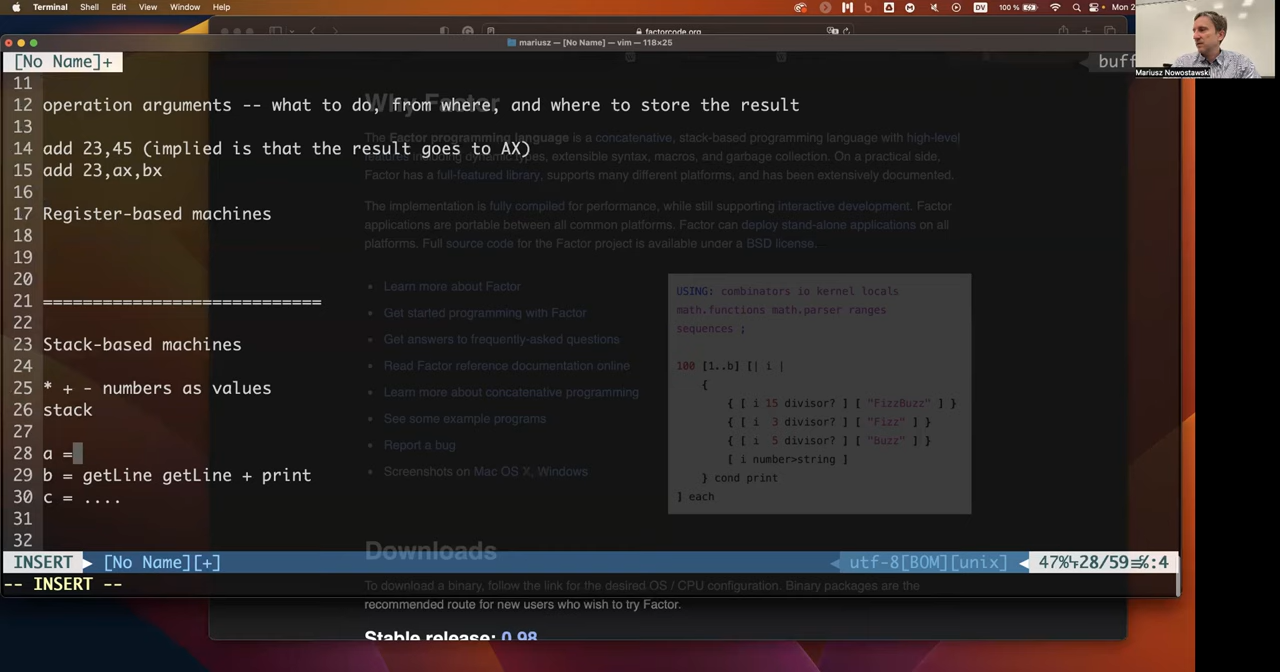 Terminal Shell Edit View Window Help 100 % DV Mon 2
factorcode.org
mariusz — [No Name] — vim — 118×25
[No Name]+ buff
Mariusz Nowostawski
11
12 operation arguments -- what to do, from where, and where to store the result
13
14 add 23,45 (implied is that the result goes to AX)
15 add 23,ax,bx
16
17 Register-based machines
18
19
20
21 ============================
22
23 Stack-based machines
24
25 * + - numbers as values
26 stack
27
28 a =
29 b = getLine getLine + print
30 c = ....
31
32
INSERT [No Name][+] utf-8[BOM][unix] 47% 28/59 :4
-- INSERT --
Why Factor
The Factor programming language is a concatenative, stack-based programming language with high-level
features including dynamic types, extensible syntax, macros, and garbage collection. On a practical side,
Factor has a full-featured library, supports many different platforms, and has been extensively documented.
The implementation is fully compiled for performance, while still supporting interactive development. Factor
applications are portable between all common platforms. Factor can deploy stand-alone applications on all
platforms. Full source code for the Factor project is available under a BSD license.
Learn more about Factor
Get started programming with Factor
Get answers to frequently-asked questions
Read Factor reference documentation online
Learn more about concatenative programming
See some example programs
Report a bug
Screenshots on Mac OS X, Windows
USING: combinators io kernel locals
math.functions math.parser ranges
sequences ;
100 [1..b] [| i |
{
{ [ i 15 divisor? ] [ "FizzBuzz" ] }
{ [ i 3 divisor? ] [ "Fizz" ] }
{ [ i 5 divisor? ] [ "Buzz" ] }
[ i number>string ]
} cond print
] each
Downloads
To download a binary, follow the link for the desired OS / CPU configuration. Binary packages are the
recommended route for new users who wish to try Factor.
Stable release: 0.98